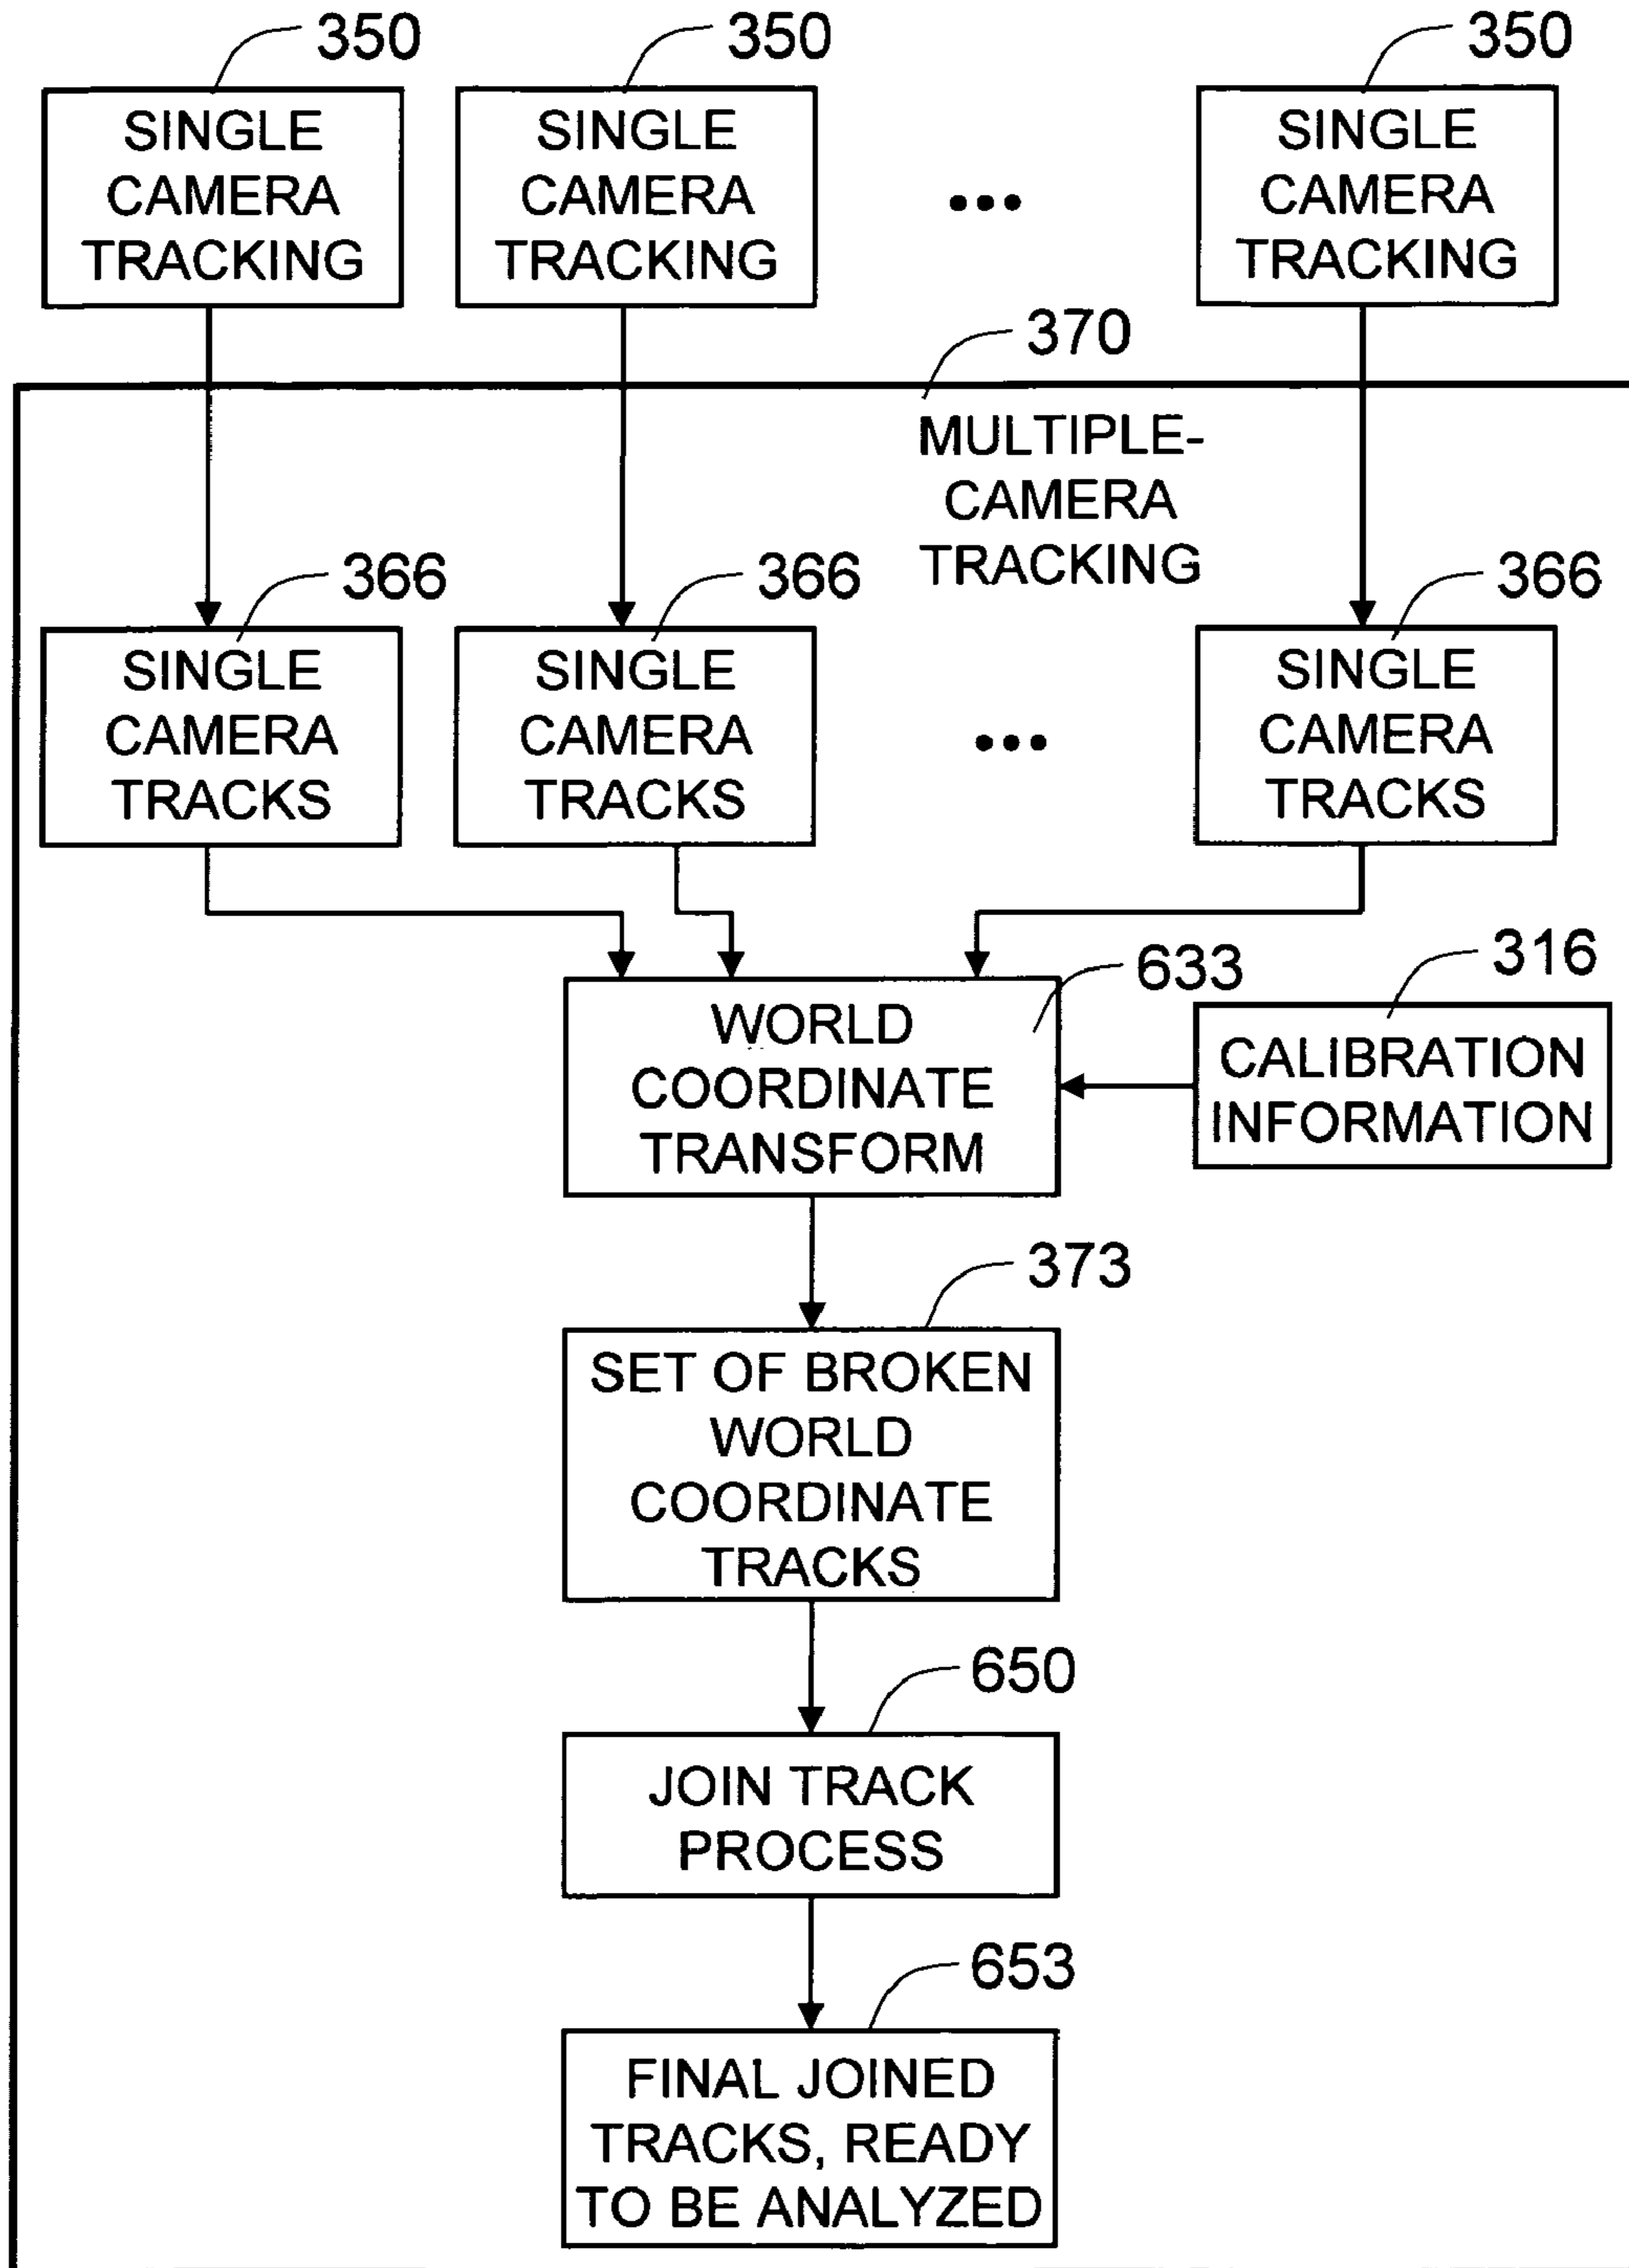 350
350
350
SINGLE
CAMERA
TRACKING
SINGLE
CAMERA
TRACKING
...
SINGLE
CAMERA
TRACKING
370
MULTIPLE-
CAMERA
TRACKING
366
366
366
SINGLE
CAMERA
TRACKS
SINGLE
CAMERA
TRACKS
...
SINGLE
CAMERA
TRACKS
633
316
WORLD
COORDINATE
TRANSFORM
CALIBRATION
INFORMATION
373
SET OF BROKEN
WORLD
COORDINATE
TRACKS
650
JOIN TRACK
PROCESS
653
FINAL JOINED
TRACKS, READY
TO BE ANALYZED